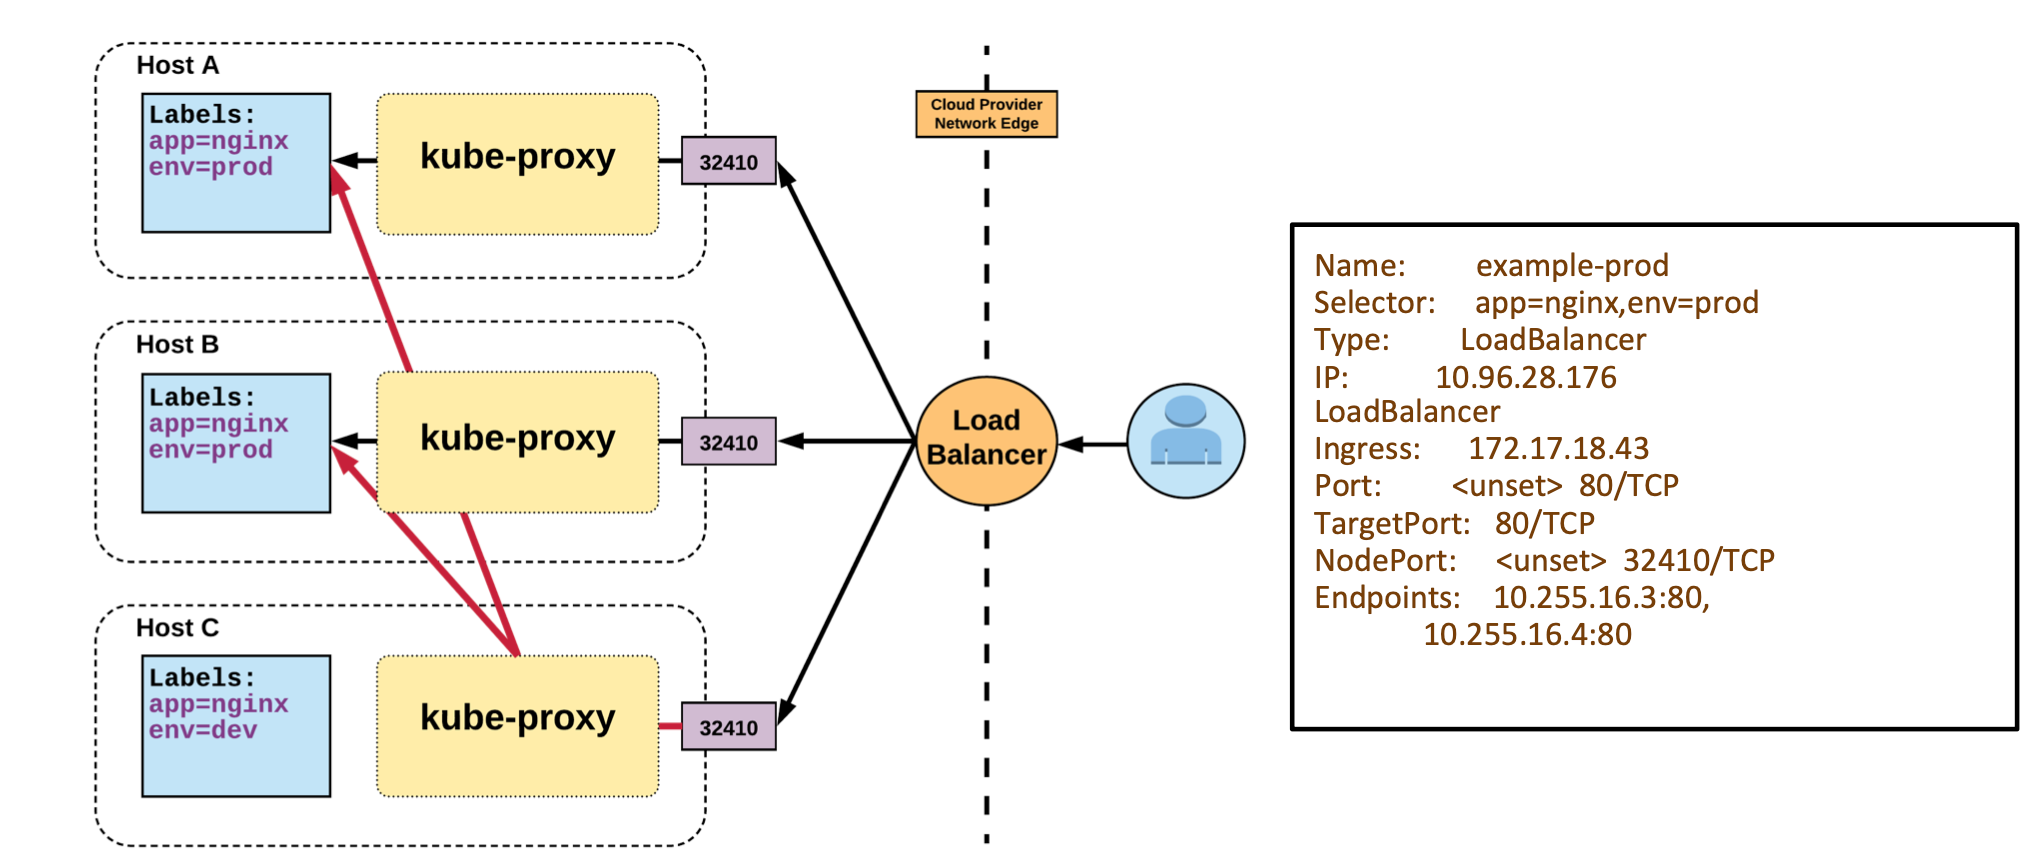 Host A
Labels:
app=nginx
env=prod
kube-proxy
32410
Cloud Provider
Network Edge
Host B
Labels:
app=nginx
env=prod
kube-proxy
32410
Load
Balancer
Host C
Labels:
app=nginx
env=dev
kube-proxy
32410
Name: example-prod
Selector: app=nginx,env=prod
Type: LoadBalancer
IP: 10.96.28.176
LoadBalancer
Ingress: 172.17.18.43
Port: <unset> 80/TCP
TargetPort: 80/TCP
NodePort: <unset> 32410/TCP
Endpoints: 10.255.16.3:80,
10.255.16.4:80